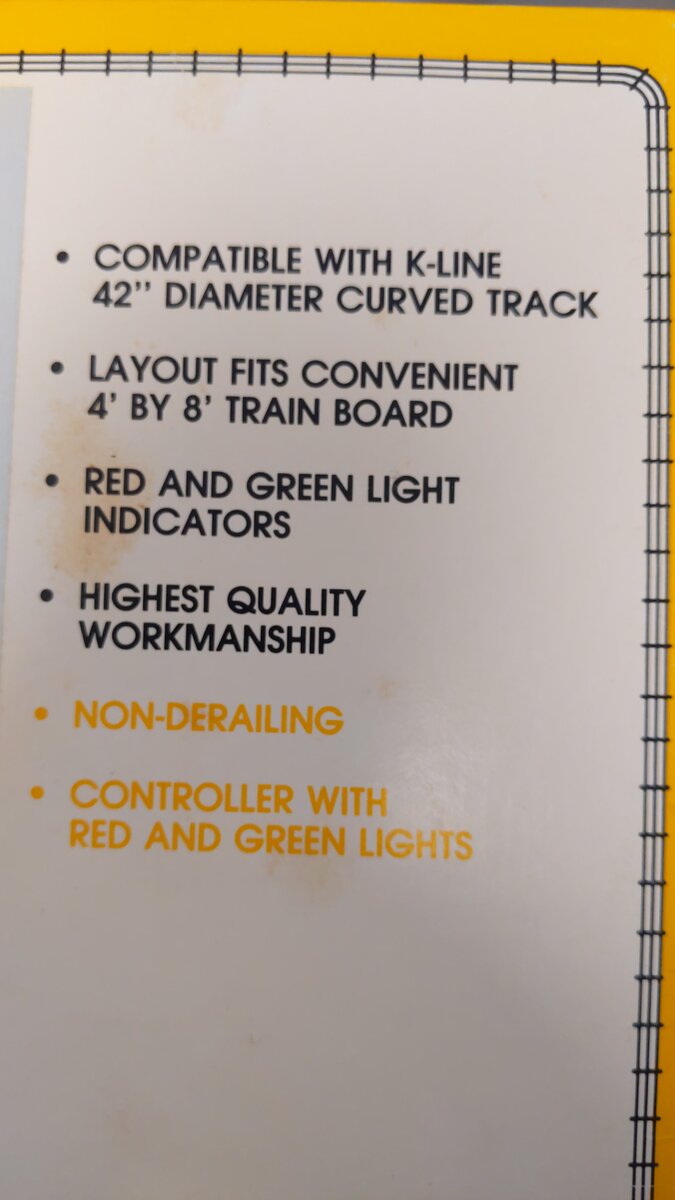 • COMPATIBLE WITH K-LINE
42" DIAMETER CURVED TRACK
• LAYOUT FITS CONVENIENT
4' BY 8' TRAIN BOARD
• RED AND GREEN LIGHT
INDICATORS
• HIGHEST QUALITY
WORKMANSHIP
• NON-DERAILING
• CONTROLLER WITH
RED AND GREEN LIGHTS